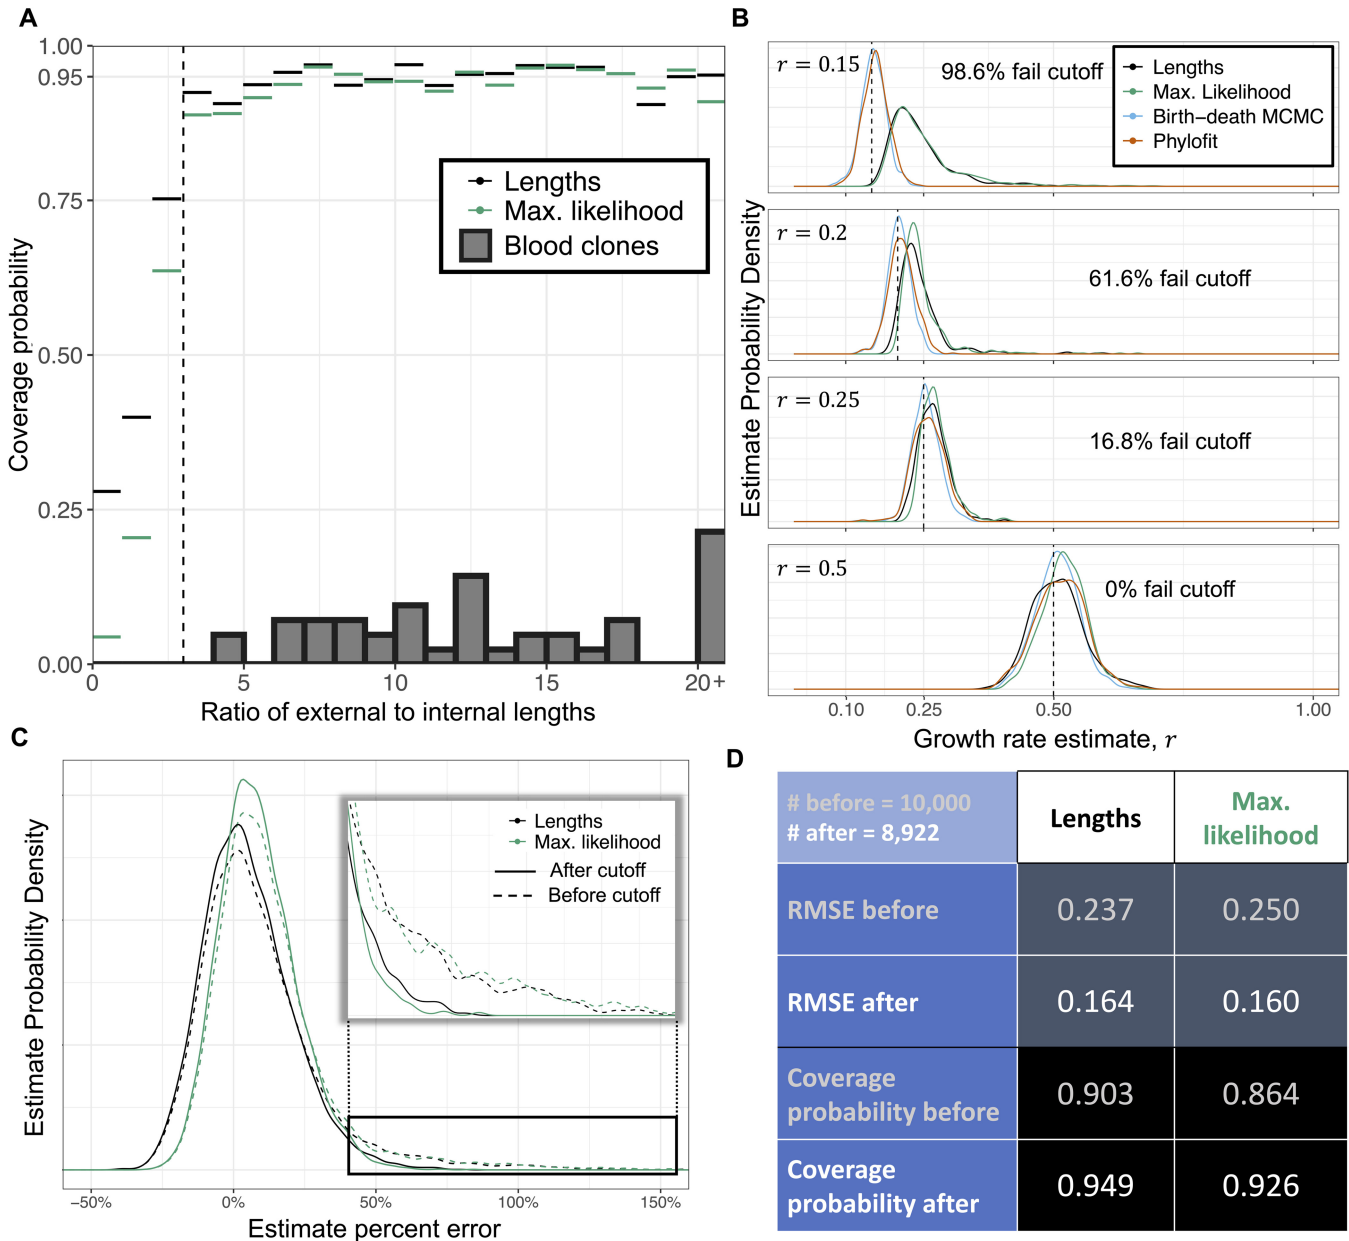 A
1.00
0.95
0.75
0.50
0.25
0.00
Coverage probability
Lengths
Max. likelihood
Blood clones
0
5
10
15
20+
Ratio of external to internal lengths
B
r = 0.15
98.6% fail cutoff
Lengths
Max. Likelihood
Birth–death MCMC
Phylofit
r = 0.2
61.6% fail cutoff
r = 0.25
16.8% fail cutoff
r = 0.5
0% fail cutoff
Estimate Probability Density
0.10
0.25
0.50
1.00
Growth rate estimate, r
C
Estimate Probability Density
Lengths
Max. likelihood
After cutoff
Before cutoff
−50%
0%
50%
100%
150%
Estimate percent error
D
# before = 10,000
# after = 8,922
Lengths
Max.
likelihood
RMSE before
0.237
0.250
RMSE after
0.164
0.160
Coverage
probability before
0.903
0.864
Coverage
probability after
0.949
0.926